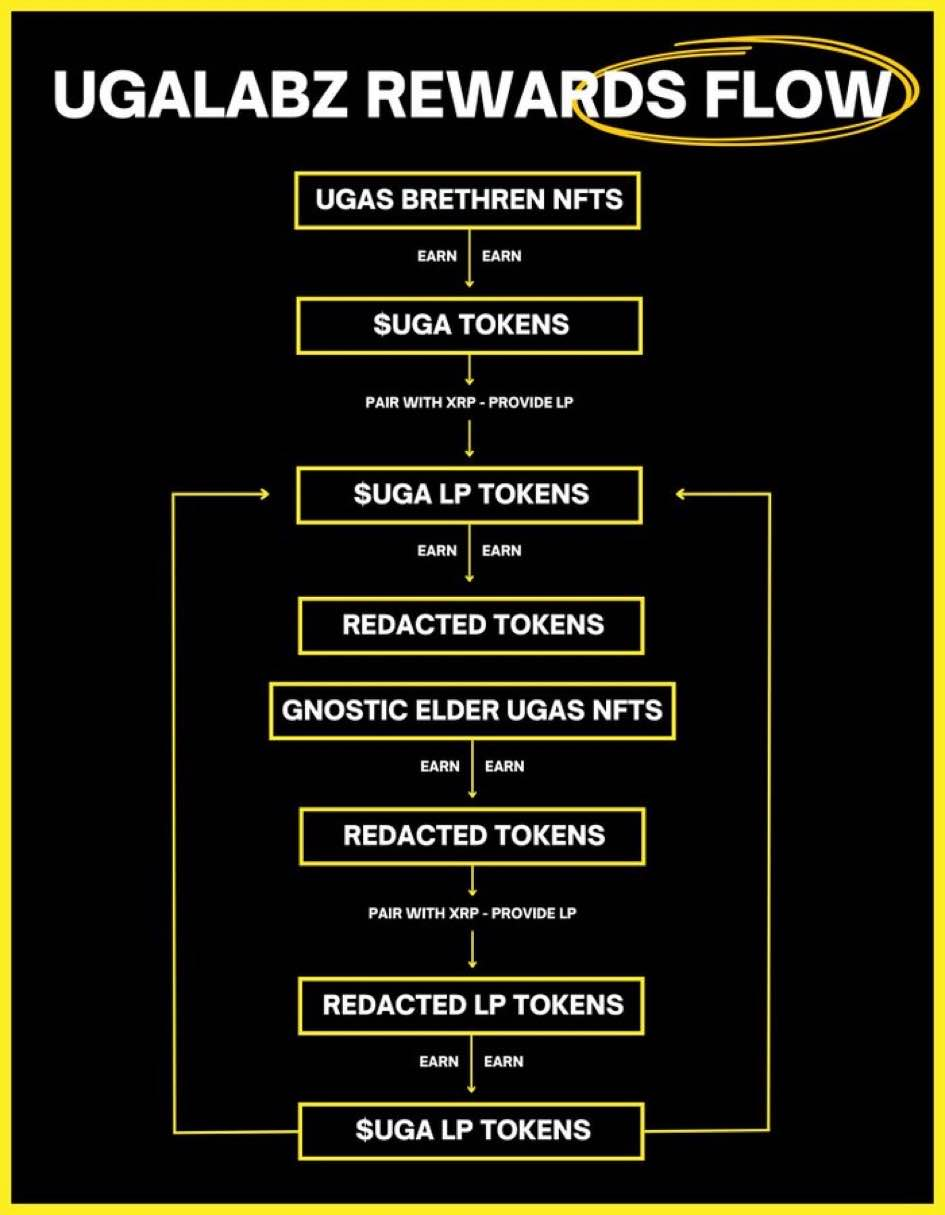 UGALABZ REWARDS FLOW
UGAS BRETHREN NFTS
EARN EARN
$UGA TOKENS
PAIR WITH XRP - PROVIDE LP
$UGA LP TOKENS
EARN EARN
REDACTED TOKENS
GNOSTIC ELDER UGAS NFTS
EARN EARN
REDACTED TOKENS
PAIR WITH XRP - PROVIDE LP
REDACTED LP TOKENS
EARN EARN
$UGA LP TOKENS